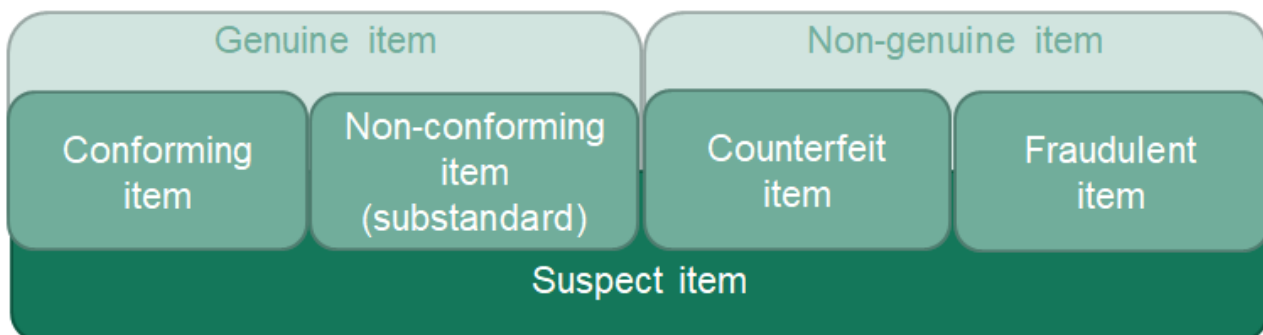 Genuine item
Non-genuine item
Conforming
item
Non-conforming
item
(substandard)
Counterfeit
item
Fraudulent
item
Suspect item